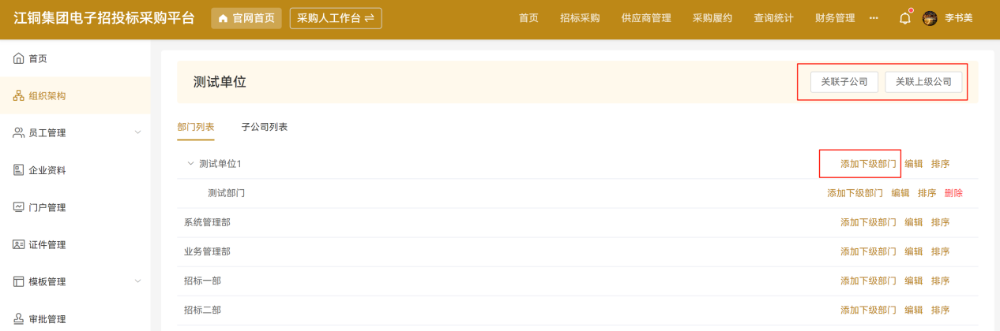 江铜集团电子招投标采购平台 官网首页 采购人工作台 首页 招标采购 供应商管理 采购履约 查询统计 财务管理 ··· 李书美
首页
组织架构
员工管理
企业资料
门户管理
证件管理
模板管理
审批管理
测试单位 关联子公司 关联上级公司
部门列表 子公司列表
测试单位1 添加下级部门 编辑 排序
测试部门 添加下级部门 编辑 排序 删除
系统管理部 添加下级部门 编辑 排序
业务管理部 添加下级部门 编辑 排序
招标一部 添加下级部门 编辑 排序
招标二部 添加下级部门 编辑 排序